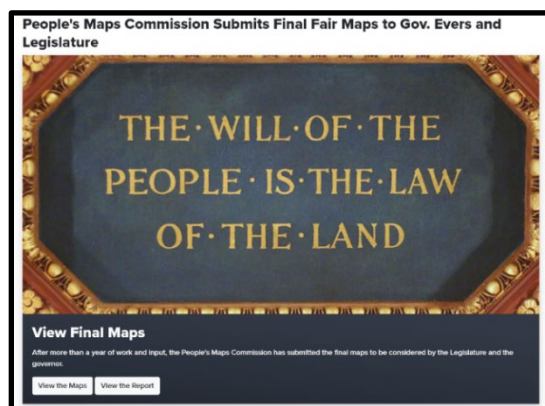 People's Maps Commission Submits Final Fair Maps to Gov. Evers and
Legislature
THE·WILL·OF·THE
PEOPLE·IS·THE·LAW
OF·THE·LAND
View Final Maps
After more than a year of work and input, the People's Maps Commission has submitted the final maps to be considered by the Legislature and the
governor.
View the Maps View the Report